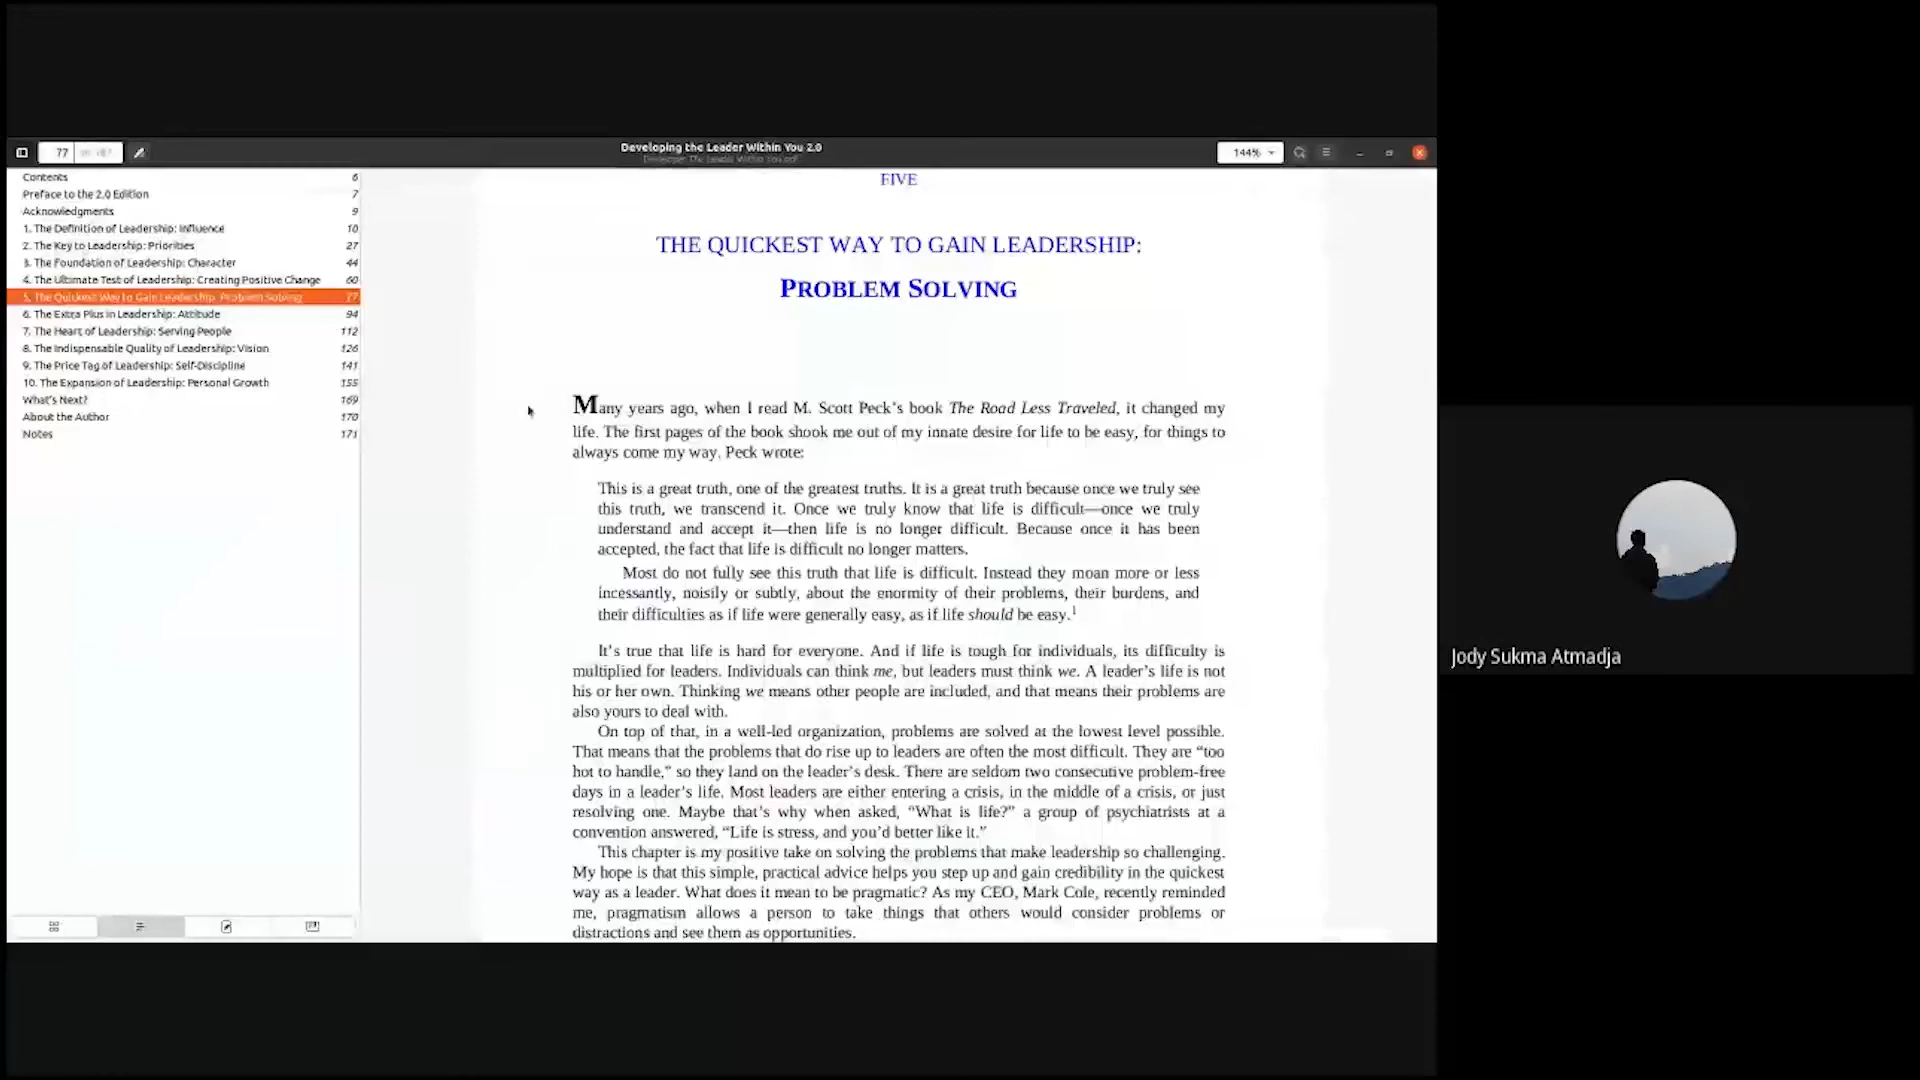 77
Developing the Leader Within You 2.0
144%
Contents 6
Preface to the 2.0 Edition 7
Acknowledgments 9
1. The Definition of Leadership: Influence 10
2. The Key to Leadership: Priorities 27
3. The Foundation of Leadership: Character 44
4. The Ultimate Test of Leadership: Creating Positive Change 60
5. The Quickest Way to Gain Leadership: Problem Solving 77
6. The Extra Plus in Leadership: Attitude 94
7. The Heart of Leadership: Serving People 112
8. The Indispensable Quality of Leadership: Vision 126
9. The Price Tag of Leadership: Self-Discipline 141
10. The Expansion of Leadership: Personal Growth 155
What's Next? 169
About the Author 170
Notes 171
FIVE
THE QUICKEST WAY TO GAIN LEADERSHIP:
PROBLEM SOLVING
Many years ago, when I read M. Scott Peck's book The Road Less Traveled, it changed my
life. The first pages of the book shook me out of my innate desire for life to be easy, for things to
always come my way. Peck wrote:
This is a great truth, one of the greatest truths. It is a great truth because once we truly see
this truth, we transcend it. Once we truly know that life is difficult—once we truly
understand and accept it—then life is no longer difficult. Because once it has been
accepted, the fact that life is difficult no longer matters.
Most do not fully see this truth that life is difficult. Instead they moan more or less
incessantly, noisily or subtly, about the enormity of their problems, their burdens, and
their difficulties as if life were generally easy, as if life should be easy.1
It's true that life is hard for everyone. And if life is tough for individuals, its difficulty is
multiplied for leaders. Individuals can think me, but leaders must think we. A leader's life is not
his or her own. Thinking we means other people are included, and that means their problems are
also yours to deal with.
On top of that, in a well-led organization, problems are solved at the lowest level possible.
That means that the problems that do rise up to leaders are often the most difficult. They are “too
hot to handle,” so they land on the leader's desk. There are seldom two consecutive problem-free
days in a leader's life. Most leaders are either entering a crisis, in the middle of a crisis, or just
resolving one. Maybe that's why when asked, “What is life?” a group of psychiatrists at a
convention answered, “Life is stress, and you'd better like it.”
This chapter is my positive take on solving the problems that make leadership so challenging.
My hope is that this simple, practical advice helps you step up and gain credibility in the quickest
way as a leader. What does it mean to be pragmatic? As my CEO, Mark Cole, recently reminded
me, pragmatism allows a person to take things that others would consider problems or
distractions and see them as opportunities.
Jody Sukma Atmadja